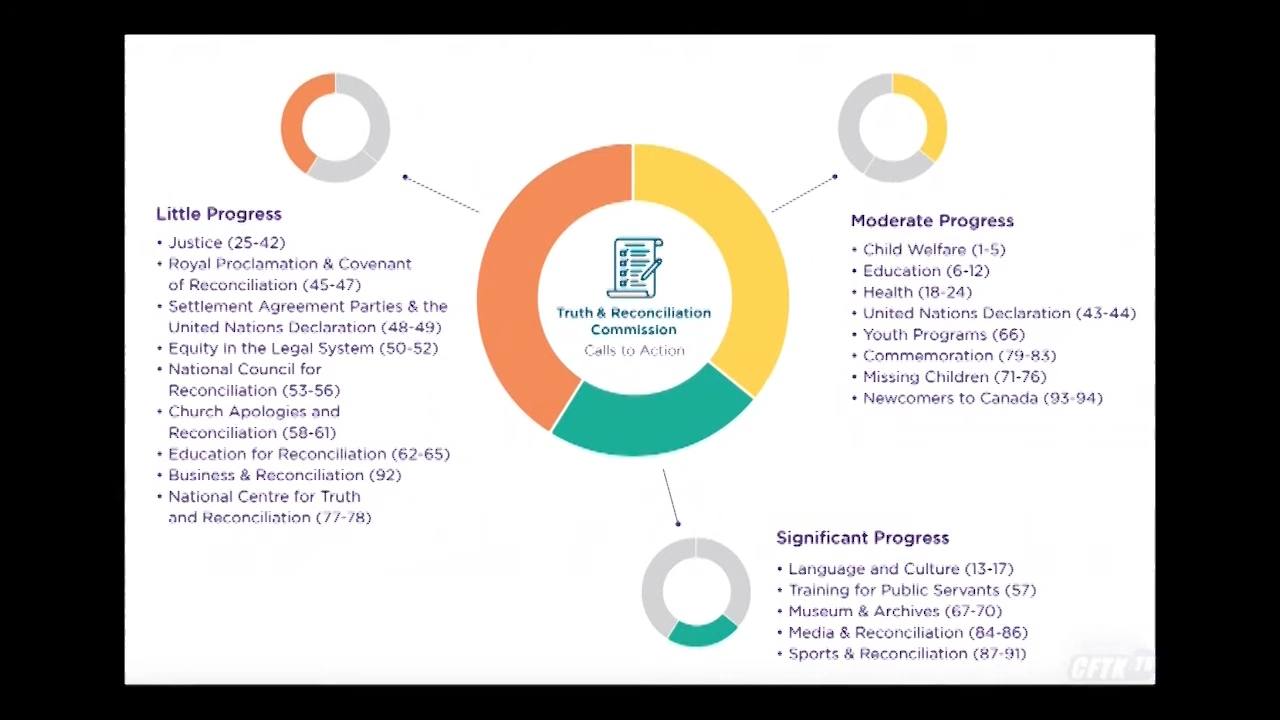 Little Progress
• Justice (25-42)
• Royal Proclamation & Covenant
of Reconciliation (45-47)
• Settlement Agreement Parties & the
United Nations Declaration (48-49)
• Equity in the Legal System (50-52)
• National Council for
Reconciliation (53-56)
• Church Apologies and
Reconciliation (58-61)
• Education for Reconciliation (62-65)
• Business & Reconciliation (92)
• National Centre for Truth
and Reconciliation (77-78)
Truth & Reconciliation
Commission
Calls to Action
Moderate Progress
• Child Welfare (1-5)
• Education (6-12)
• Health (18-24)
• United Nations Declaration (43-44)
• Youth Programs (66)
• Commemoration (79-83)
• Missing Children (71-76)
• Newcomers to Canada (93-94)
Significant Progress
• Language and Culture (13-17)
• Training for Public Servants (57)
• Museum & Archives (67-70)
• Media & Reconciliation (84-86)
• Sports & Reconciliation (87-91)
CFTK TV